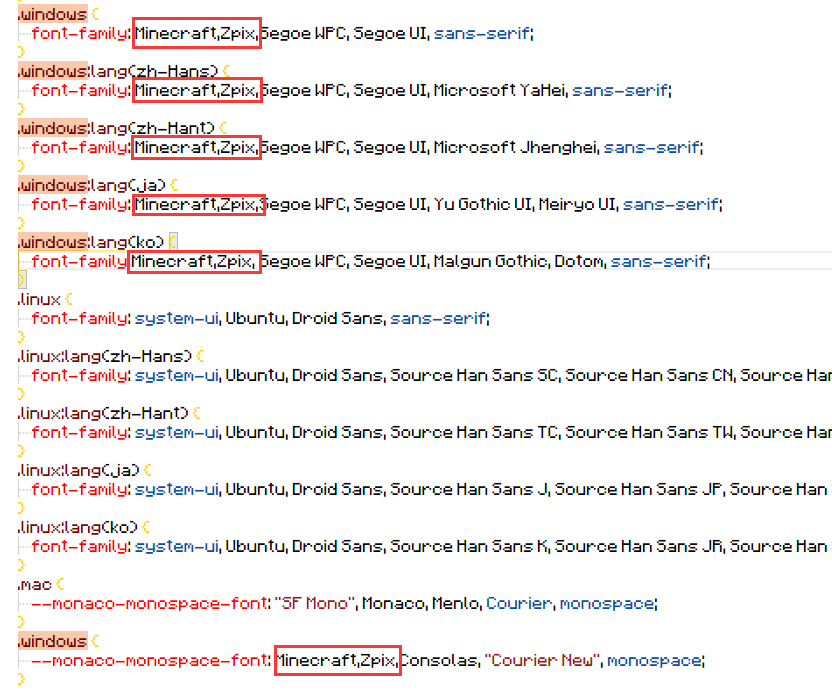 .windows {
font-family: Minecraft,Zpix,Segoe WPC, Segoe UI, sans-serif;
}
.windows:lang(zh-Hans) {
font-family: Minecraft,Zpix,Segoe WPC, Segoe UI, Microsoft YaHei, sans-serif;
}
.windows:lang(zh-Hant) {
font-family: Minecraft,Zpix,Segoe WPC, Segoe UI, Microsoft Jhenghei, sans-serif;
}
.windows:lang(ja) {
font-family: Minecraft,Zpix,Segoe WPC, Segoe UI, Yu Gothic UI, Meiryo UI, sans-serif;
}
.windows:lang(ko) {
font-family:Minecraft,Zpix, Segoe WPC, Segoe UI, Malgun Gothic, Dotom, sans-serif;
}
.linux {
font-family: system-ui, Ubuntu, Droid Sans, sans-serif;
}
.linux:lang(zh-Hans) {
font-family: system-ui, Ubuntu, Droid Sans, Source Han Sans SC, Source Han Sans CN, Source Han
}
.linux:lang(zh-Hant) {
font-family: system-ui, Ubuntu, Droid Sans, Source Han Sans TC, Source Han Sans TW, Source Han
}
.linux:lang(ja) {
font-family: system-ui, Ubuntu, Droid Sans, Source Han Sans J, Source Han Sans JP, Source Han
}
.linux:lang(ko) {
font-family: system-ui, Ubuntu, Droid Sans, Source Han Sans K, Source Han Sans JR, Source Han
}
.mac {
--monaco-monospace-font: "SF Mono", Monaco, Menlo, Courier, monospace;
}
.windows {
--monaco-monospace-font: Minecraft,Zpix,Consolas, "Courier New", monospace;
}